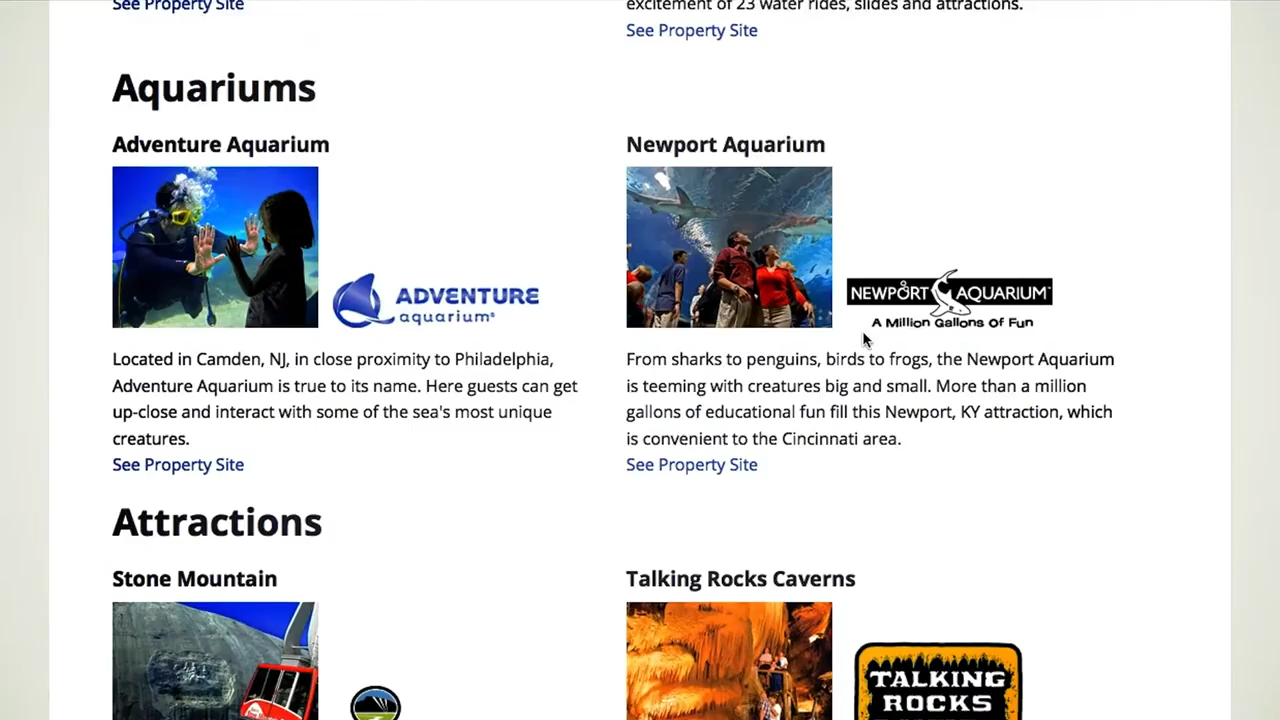 See Property Site
excitement of 23 water rides, slides and attractions.
See Property Site
Aquariums
Adventure Aquarium
ADVENTURE
aquarium
Located in Camden, NJ, in close proximity to Philadelphia,
Adventure Aquarium is true to its name. Here guests can get
up-close and interact with some of the sea's most unique
creatures.
See Property Site
Newport Aquarium
NEWPORT AQUARIUM
A Million Gallons Of Fun
From sharks to penguins, birds to frogs, the Newport Aquarium
is teeming with creatures big and small. More than a million
gallons of educational fun fill this Newport, KY attraction, which
is convenient to the Cincinnati area.
See Property Site
Attractions
Stone Mountain
Talking Rocks Caverns
TALKING
ROCKS